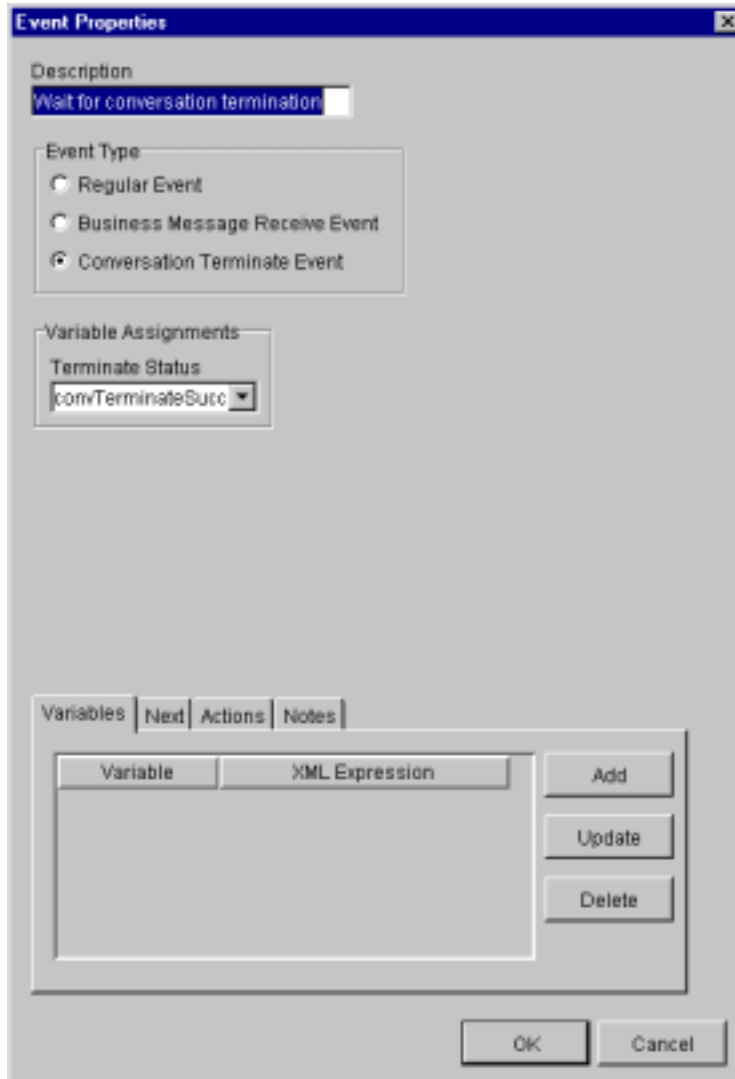 Event Properties
Description
Wait for conversation termination
Event Type
Regular Event
Business Message Receive Event
Conversation Terminate Event
Variable Assignments
Terminate Status
convTerminateSucc
Variables Next Actions Notes
Variable XML Expression
Add
Update
Delete
OK Cancel